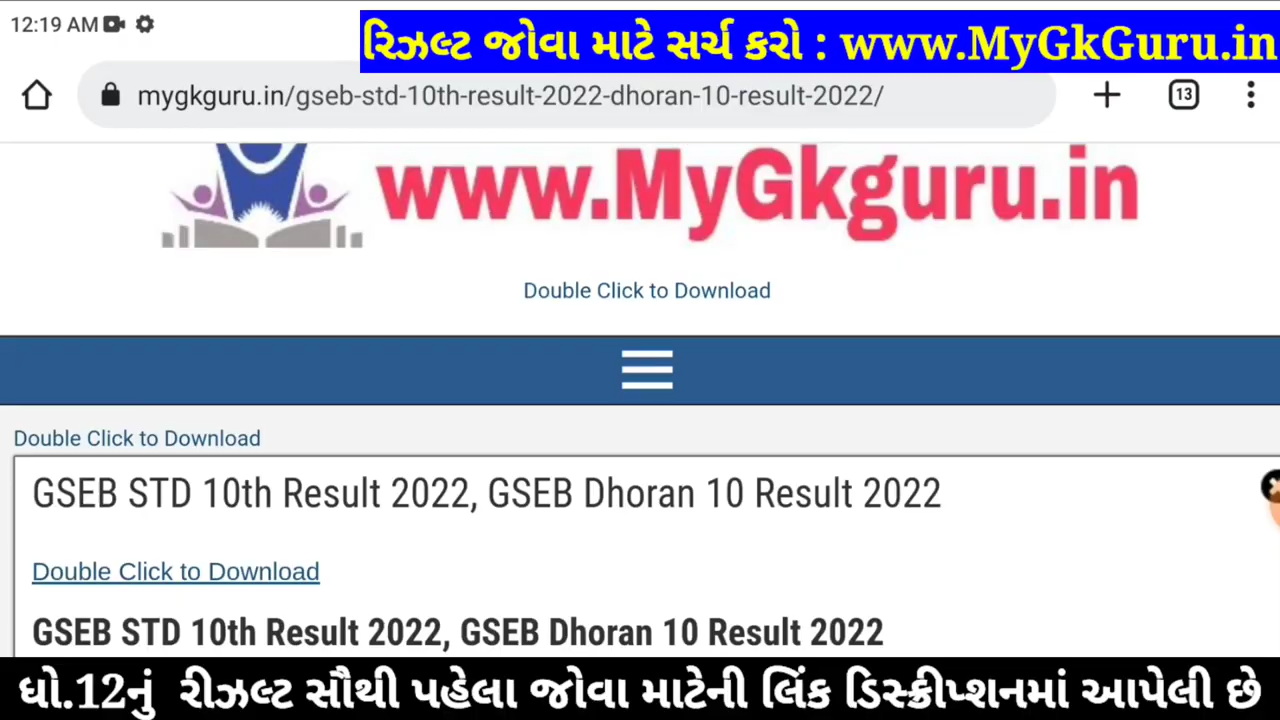 12:19 AM
રિઝલ્ટ જોવા માટે સર્ચ કરો : www.MyGkGuru.in
mygkguru.in/gseb-std-10th-result-2022-dhoran-10-result-2022/
13
www.MyGkguru.in
Double Click to Download
Double Click to Download
GSEB STD 10th Result 2022, GSEB Dhoran 10 Result 2022
Double Click to Download
GSEB STD 10th Result 2022, GSEB Dhoran 10 Result 2022
ધો.12નું રીઝલ્ટ સૌથી પહેલા જોવા માટેની લિંક ડિસ્ક્રીપ્શનમાં આપેલી છે